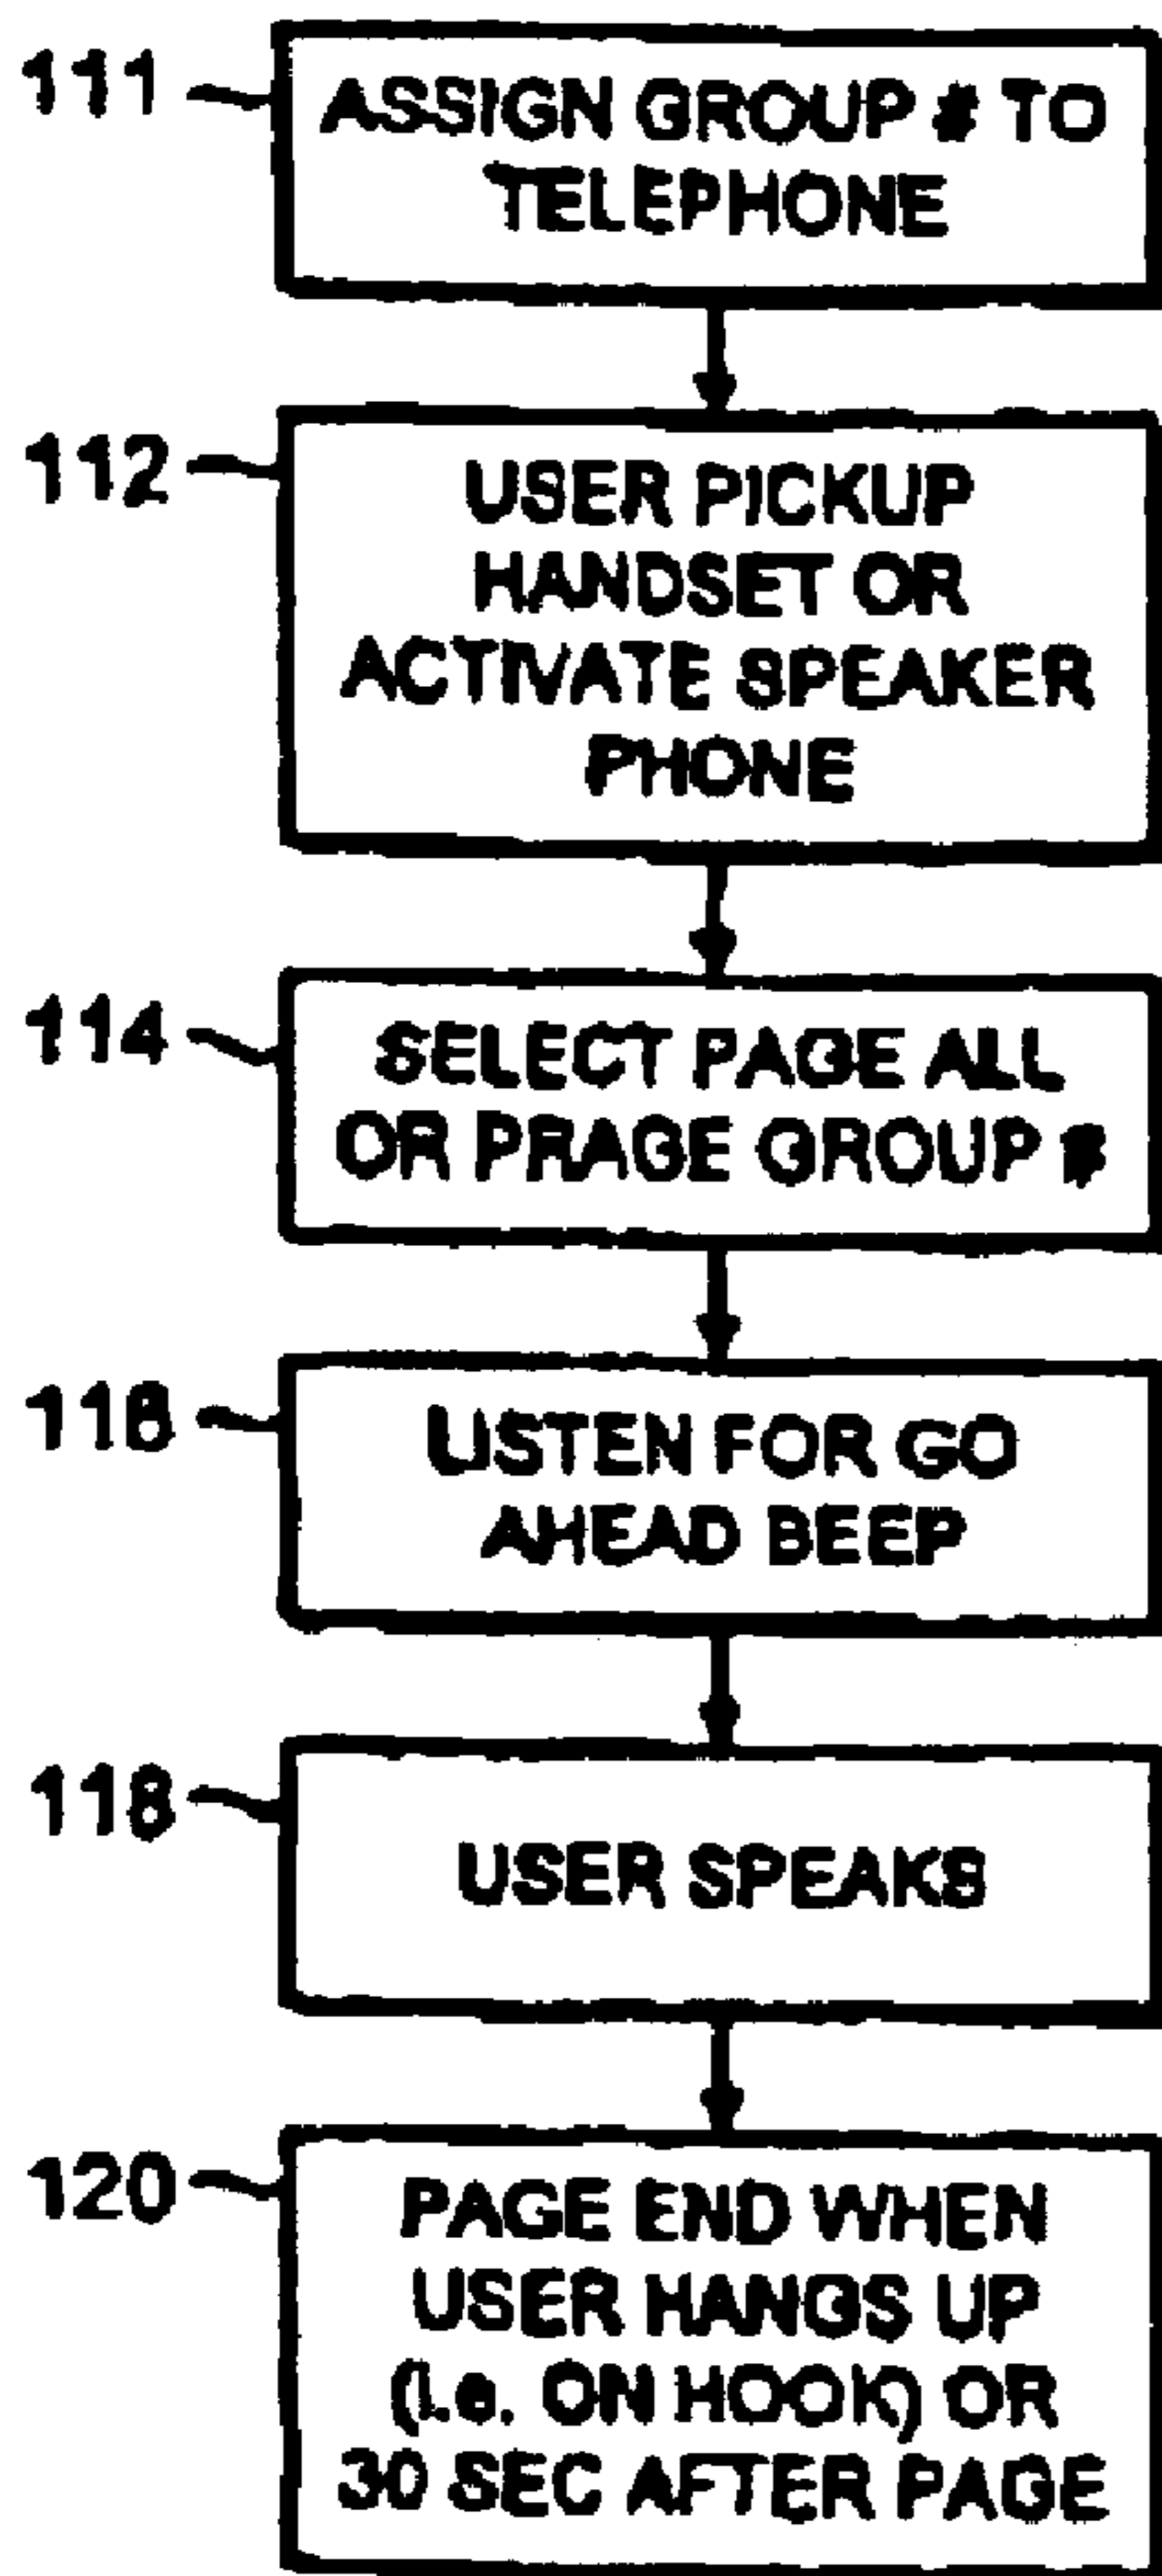 111
ASSIGN GROUP # TO
TELEPHONE
112
USER PICKUP
HANDSET OR
ACTIVATE SPEAKER
PHONE
114
SELECT PAGE ALL
OR PRAGE GROUP #
116
LISTEN FOR GO
AHEAD BEEP
118
USER SPEAKS
120
PAGE END WHEN
USER HANGS UP
(i.e. ON HOOK) OR
30 SEC AFTER PAGE